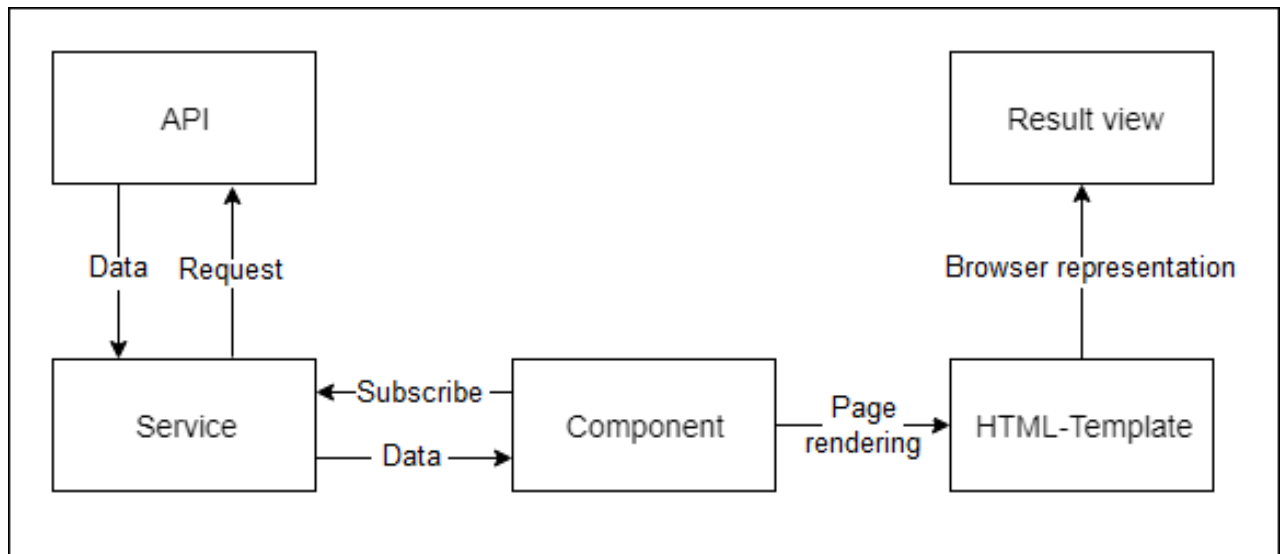 API
Result view
Data
Request
Browser representation
Service
Subscribe
Data
Component
Page
rendering
HTML-Template